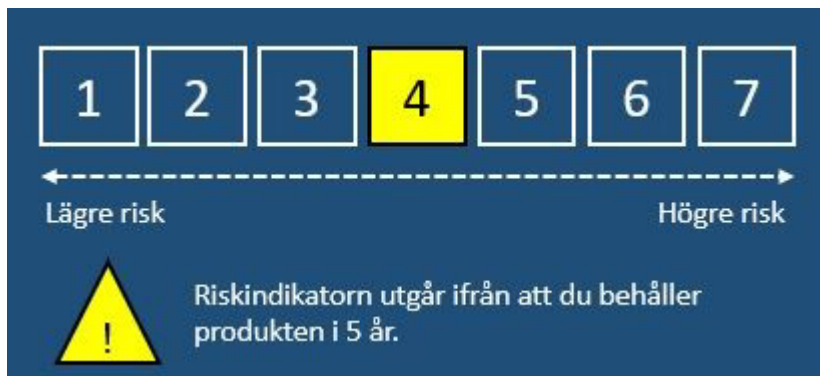 1 2 3 4 5 6 7
Lägre risk Högre risk
! Riskindikatorn utgår ifrån att du behåller
produkten i 5 år.